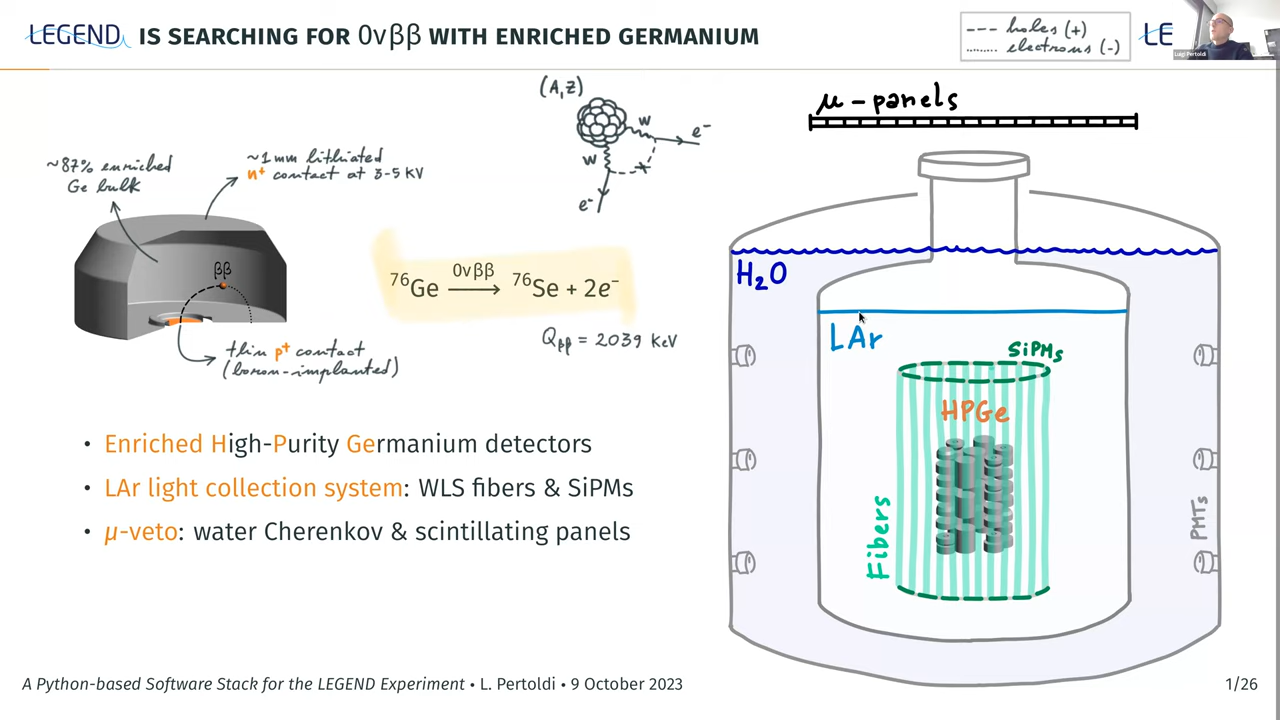 LEGEND IS SEARCHING FOR 0νββ WITH ENRICHED GERMANIUM
--- holes (+)
...... electrons (-)
LE
Luigi Pertoldi
(A,Z)
W
e⁻
W
e⁻
μ-panels
~87% enriched
Ge bulk
~1mm lithiated
n⁺ contact at 3-5 kV
ββ
thin p⁺ contact
(boron-implanted)
⁷⁶Ge 0νββ ⟶ ⁷⁶Se + 2e⁻
Qββ = 2039 keV
H₂O
LAr
SiPMs
HPGe
Fibers
PMTs
• Enriched High-Purity Germanium detectors
• LAr light collection system: WLS fibers & SiPMs
• μ-veto: water Cherenkov & scintillating panels
A Python-based Software Stack for the LEGEND Experiment • L. Pertoldi • 9 October 2023
1/26